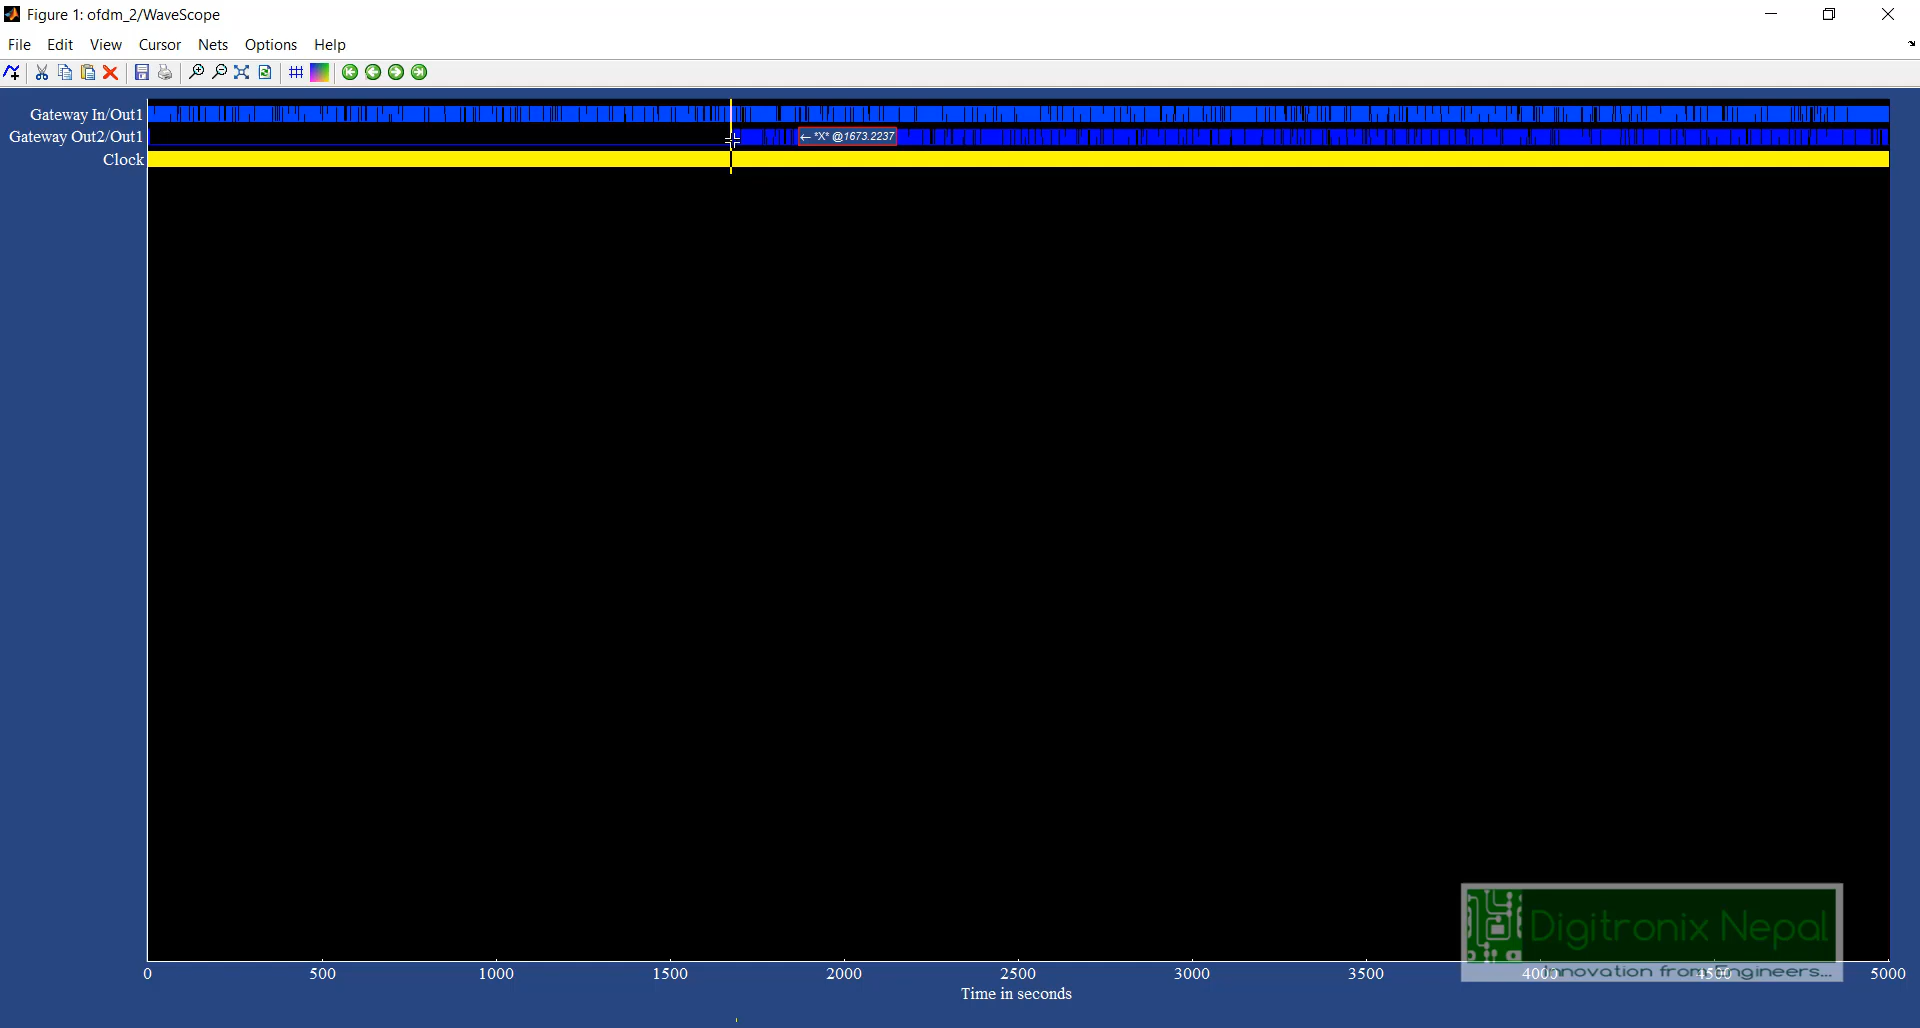 Figure 1: ofdm_2/WaveScope
File Edit View Cursor Nets Options Help
Gateway In/Out1
Gateway Out2/Out1
← *X* @1673.2237
Clock
Digitronix Nepal
Innovation from Engineers...
0 500 1000 1500 2000 2500 3000 3500 4000 4500 5000
Time in seconds